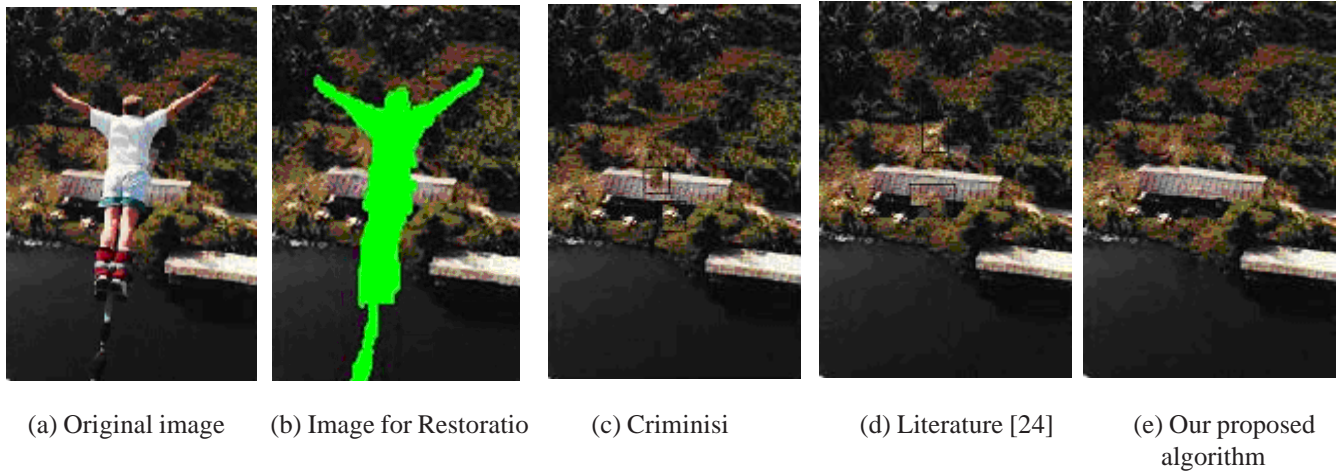 (a) Original image
(b) Image for Restoratio
(c) Criminisi
(d) Literature [24]
(e) Our proposed
algorithm